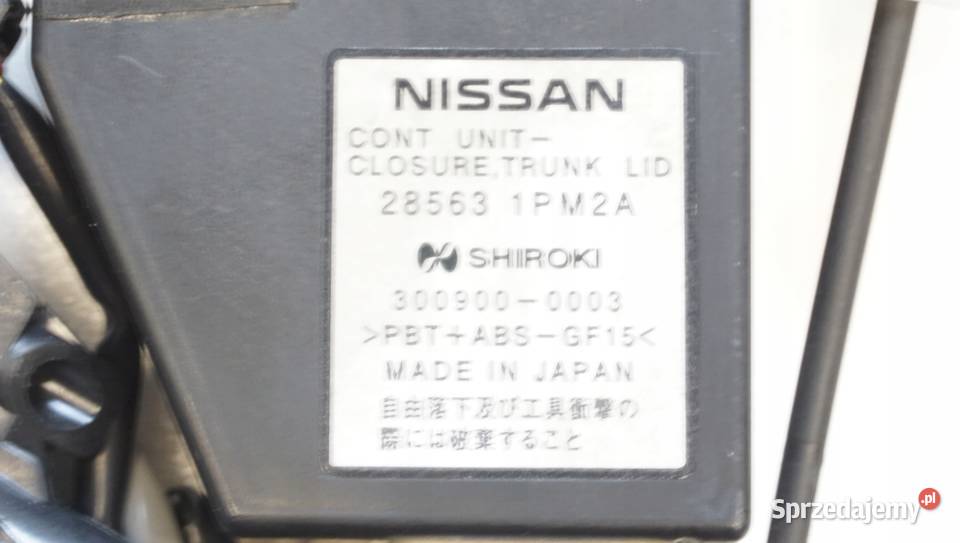 NISSAN
CONT UNIT-
CLOSURE,TRUNK LID
28563 1PM2A
SHIROKI
300900-0003
>PBT+ABS-GF15<
MADE IN JAPAN
自由落下及び工具衝撃の
際には破棄すること
Sprzedajemy.pl